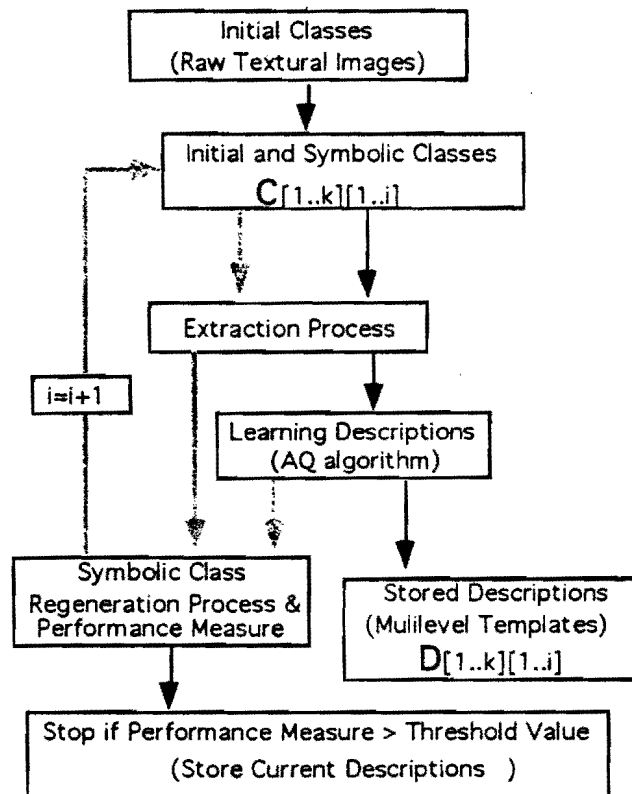 Initial Classes
(Raw Textural Images)
Initial and Symbolic Classes
C[1..k][1..i]
Extraction Process
i=i+1
Learning Descriptions
(AQ algorithm)
Symbolic Class
Regeneration Process &
Performance Measure
Stored Descriptions
(Mulilevel Templates)
D[1..k][1..i]
Stop if Performance Measure > Threshold Value
(Store Current Descriptions )